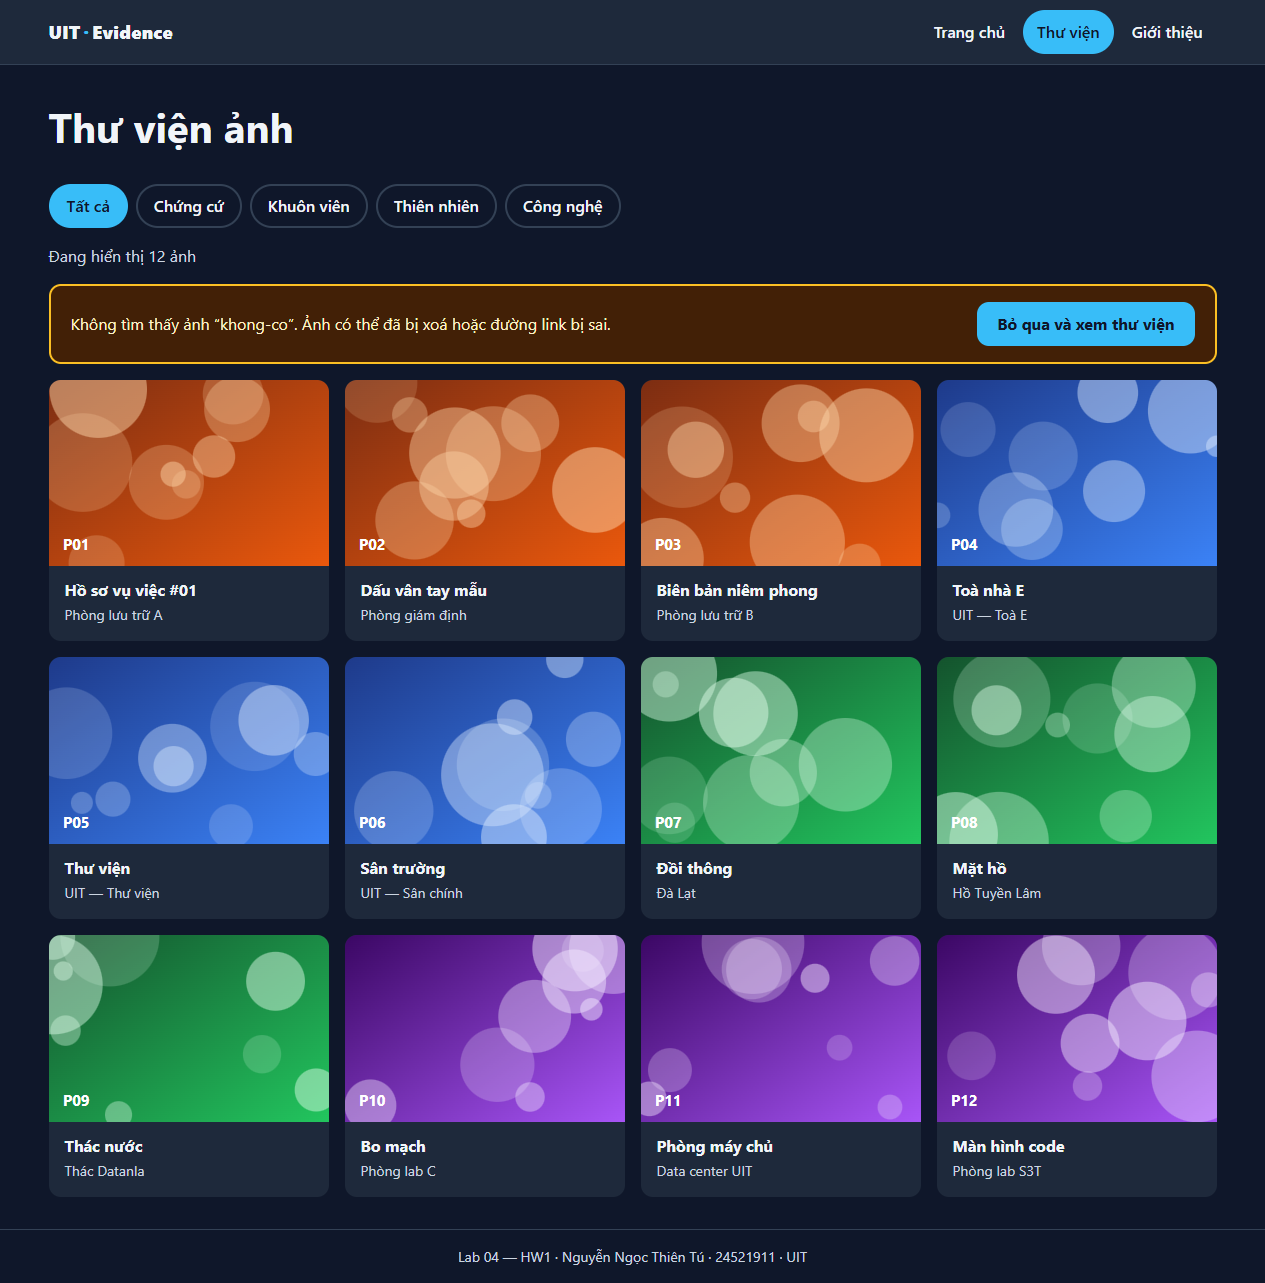 UIT · Evidence
Trang chủ
Thư viện
Giới thiệu
Thư viện ảnh
Tất cả
Chứng cứ
Khuôn viên
Thiên nhiên
Công nghệ
Đang hiển thị 12 ảnh
Không tìm thấy ảnh “khong-co”. Ảnh có thể đã bị xoá hoặc đường link bị sai.
Bỏ qua và xem thư viện
P01
Hồ sơ vụ việc #01
Phòng lưu trữ A
P02
Dấu vân tay mẫu
Phòng giám định
P03
Biên bản niêm phong
Phòng lưu trữ B
P04
Toà nhà E
UIT — Toà E
P05
Thư viện
UIT — Thư viện
P06
Sân trường
UIT — Sân chính
P07
Đồi thông
Đà Lạt
P08
Mặt hồ
Hồ Tuyền Lâm
P09
Thác nước
Thác Datanla
P10
Bo mạch
Phòng lab C
P11
Phòng máy chủ
Data center UIT
P12
Màn hình code
Phòng lab S3T
Lab 04 — HW1 · Nguyễn Ngọc Thiên Tú · 24521911 · UIT